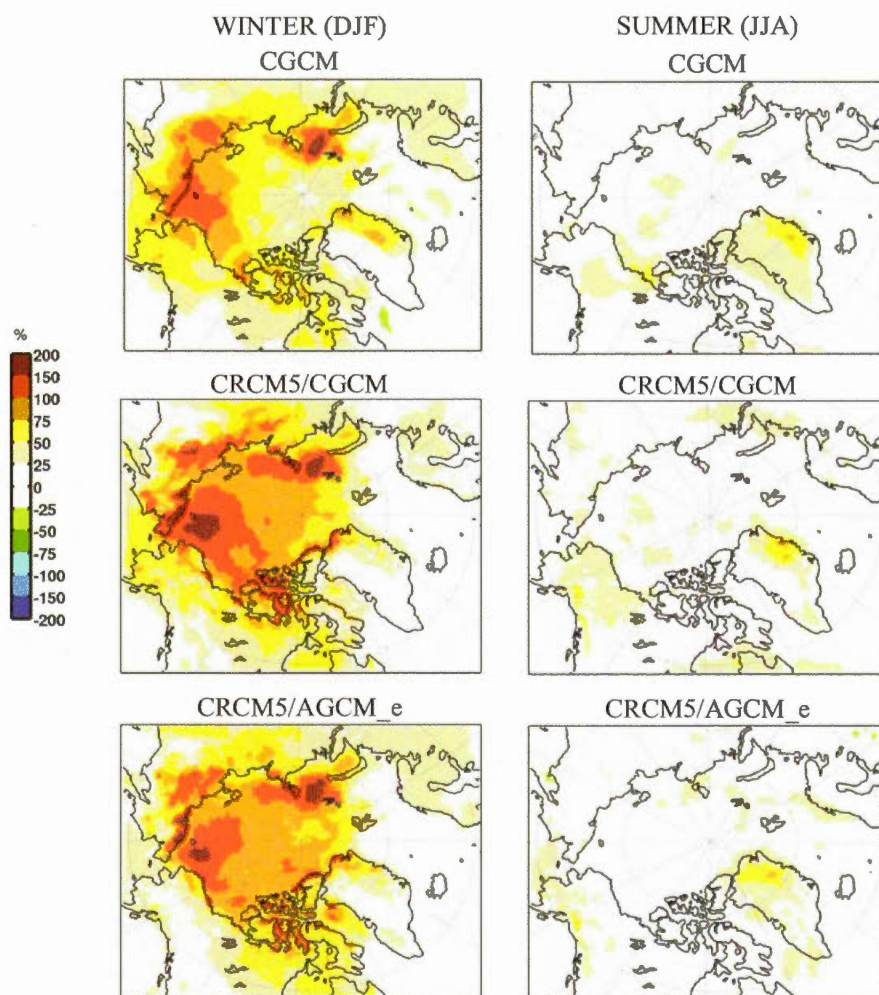 WINTER (DJF)
SUMMER (JJA)
CGCM
CGCM
%
200
150
100
75
50
25
0
-25
-50
-75
-100
-150
-200
CRCM5/CGCM
CRCM5/CGCM
CRCM5/AGCM_e
CRCM5/AGCM_e